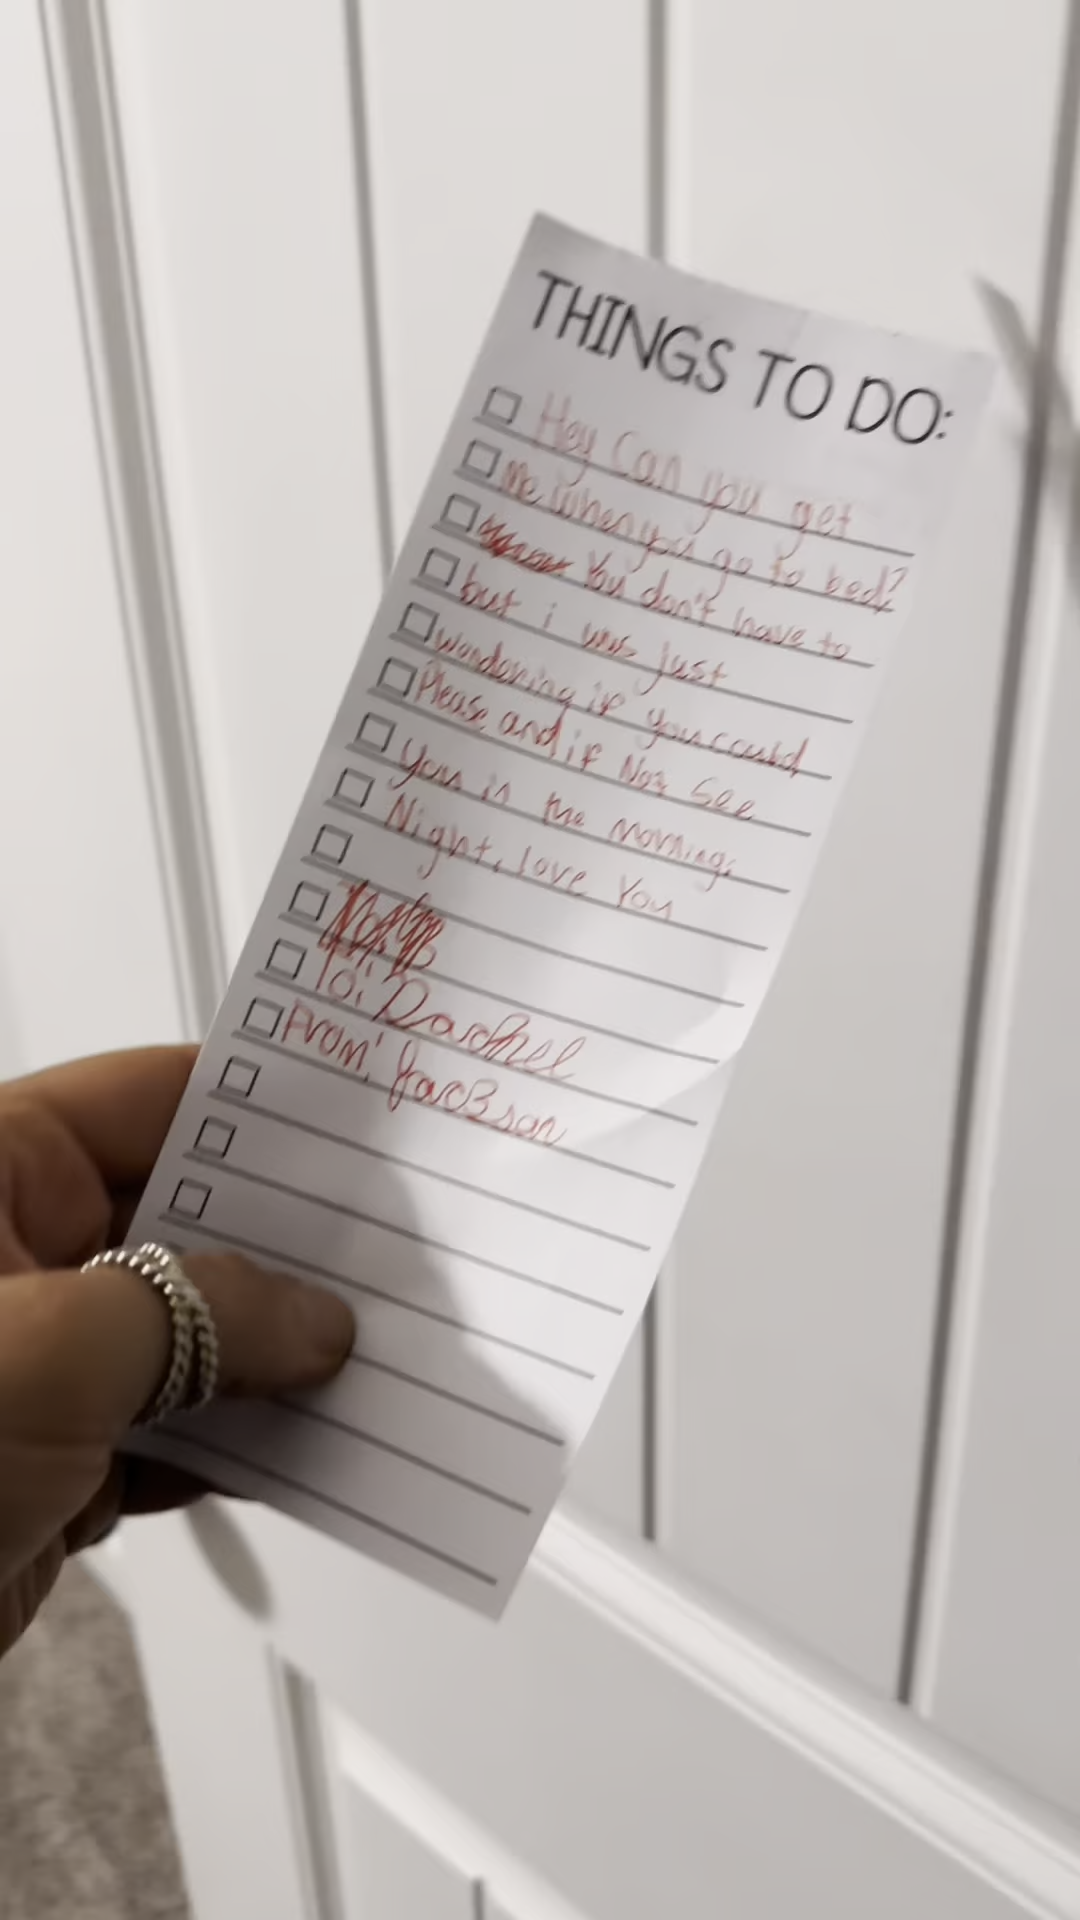 THINGS TO DO:
Hey Can you get
Me when you go to bed?
You don't have to
but i was just
wondering if you could
Please and if Not See
you in the morning.
Night, love You
To: Rachel
From: Jackson